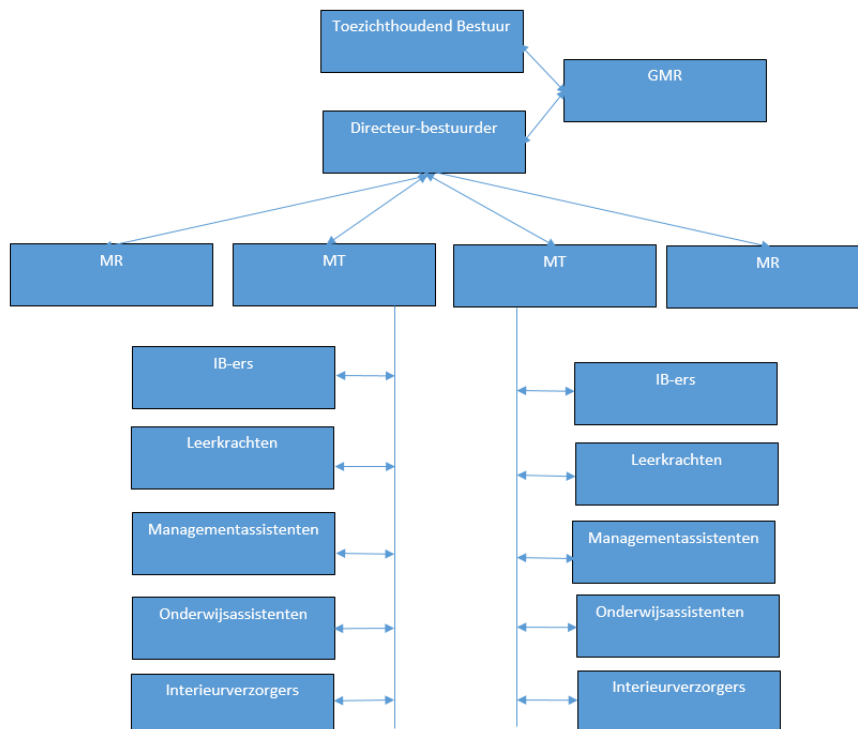 Toezichthoudend Bestuur
GMR
Directeur-bestuurder
MR
MT
MT
MR
IB-ers
Leerkrachten
Managementassistenten
Onderwijsassistenten
Interieurverzorgers
IB-ers
Leerkrachten
Managementassistenten
Onderwijsassistenten
Interieurverzorgers